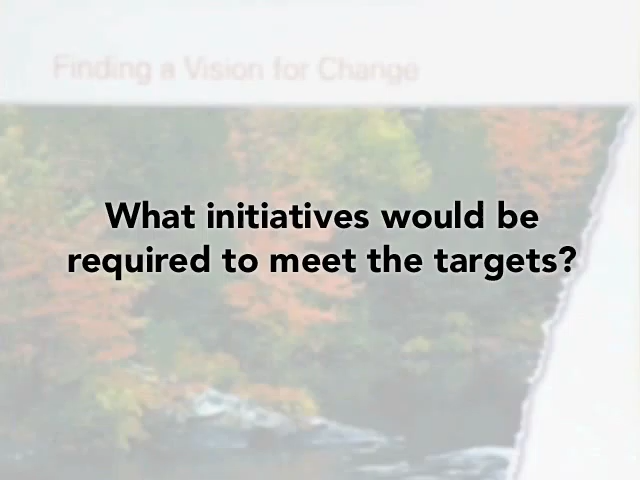 Finding a Vision for Change
What initiatives would be
required to meet the targets?